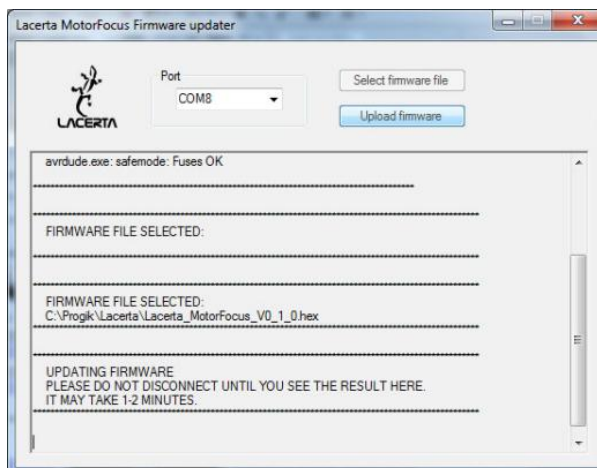 Lacerta MotorFocus Firmware updater
Port
COM8
Select firmware file
Upload firmware
LACERTA
avrdude.exe: safemode: Fuses OK
FIRMWARE FILE SELECTED:
FIRMWARE FILE SELECTED:
C:\Progik\Lacerta\Lacerta_MotorFocus_V0_1_0.hex
UPDATING FIRMWARE
PLEASE DO NOT DISCONNECT UNTIL YOU SEE THE RESULT HERE.
IT MAY TAKE 1-2 MINUTES.